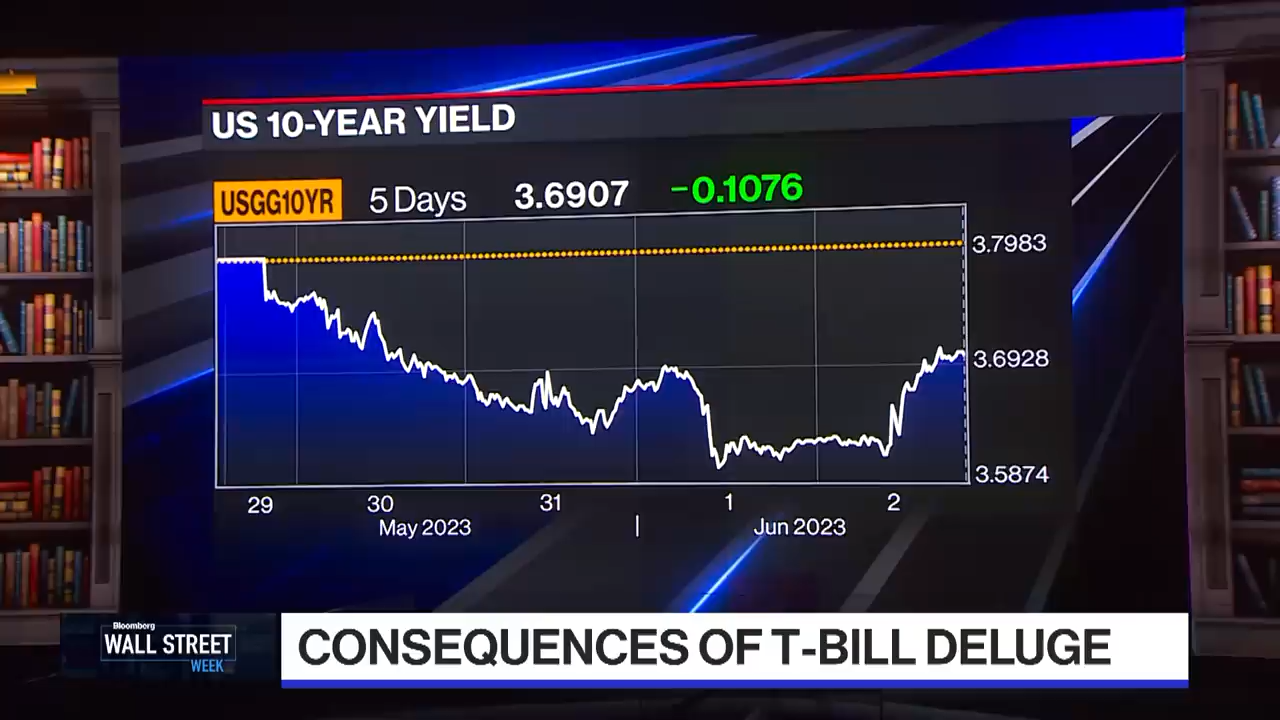 US 10-YEAR YIELD
USGG10YR 5 Days 3.6907 -0.1076
3.7983
3.6928
3.5874
29 30 31 1 2
May 2023 | Jun 2023
Bloomberg
WALL STREET
WEEK
CONSEQUENCES OF T-BILL DELUGE